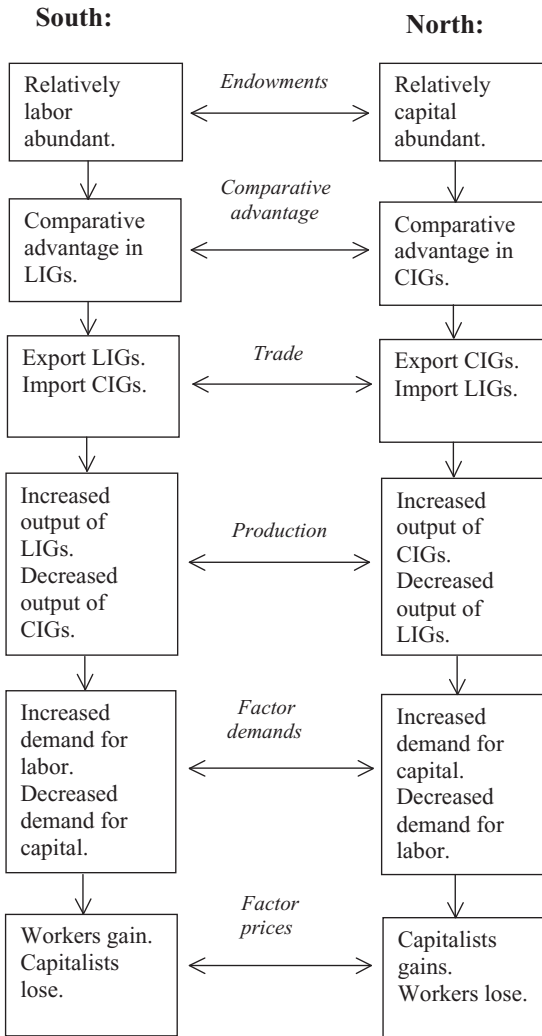 South:
North:
Relatively
labor
abundant.
Endowments
Relatively
capital
abundant.
Comparative
advantage in
LIGs.
Comparative
advantage
Comparative
advantage in
CIGs.
Export LIGs.
Import CIGs.
Trade
Export CIGs.
Import LIGs.
Increased
output of
LIGs.
Decreased
output of
CIGs.
Production
Increased
output of
CIGs.
Decreased
output of
LIGs.
Increased
demand for
labor.
Decreased
demand for
capital.
Factor
demands
Increased
demand for
capital.
Decreased
demand for
labor.
Workers gain.
Capitalists
lose.
Factor
prices
Capitalists
gains.
Workers lose.